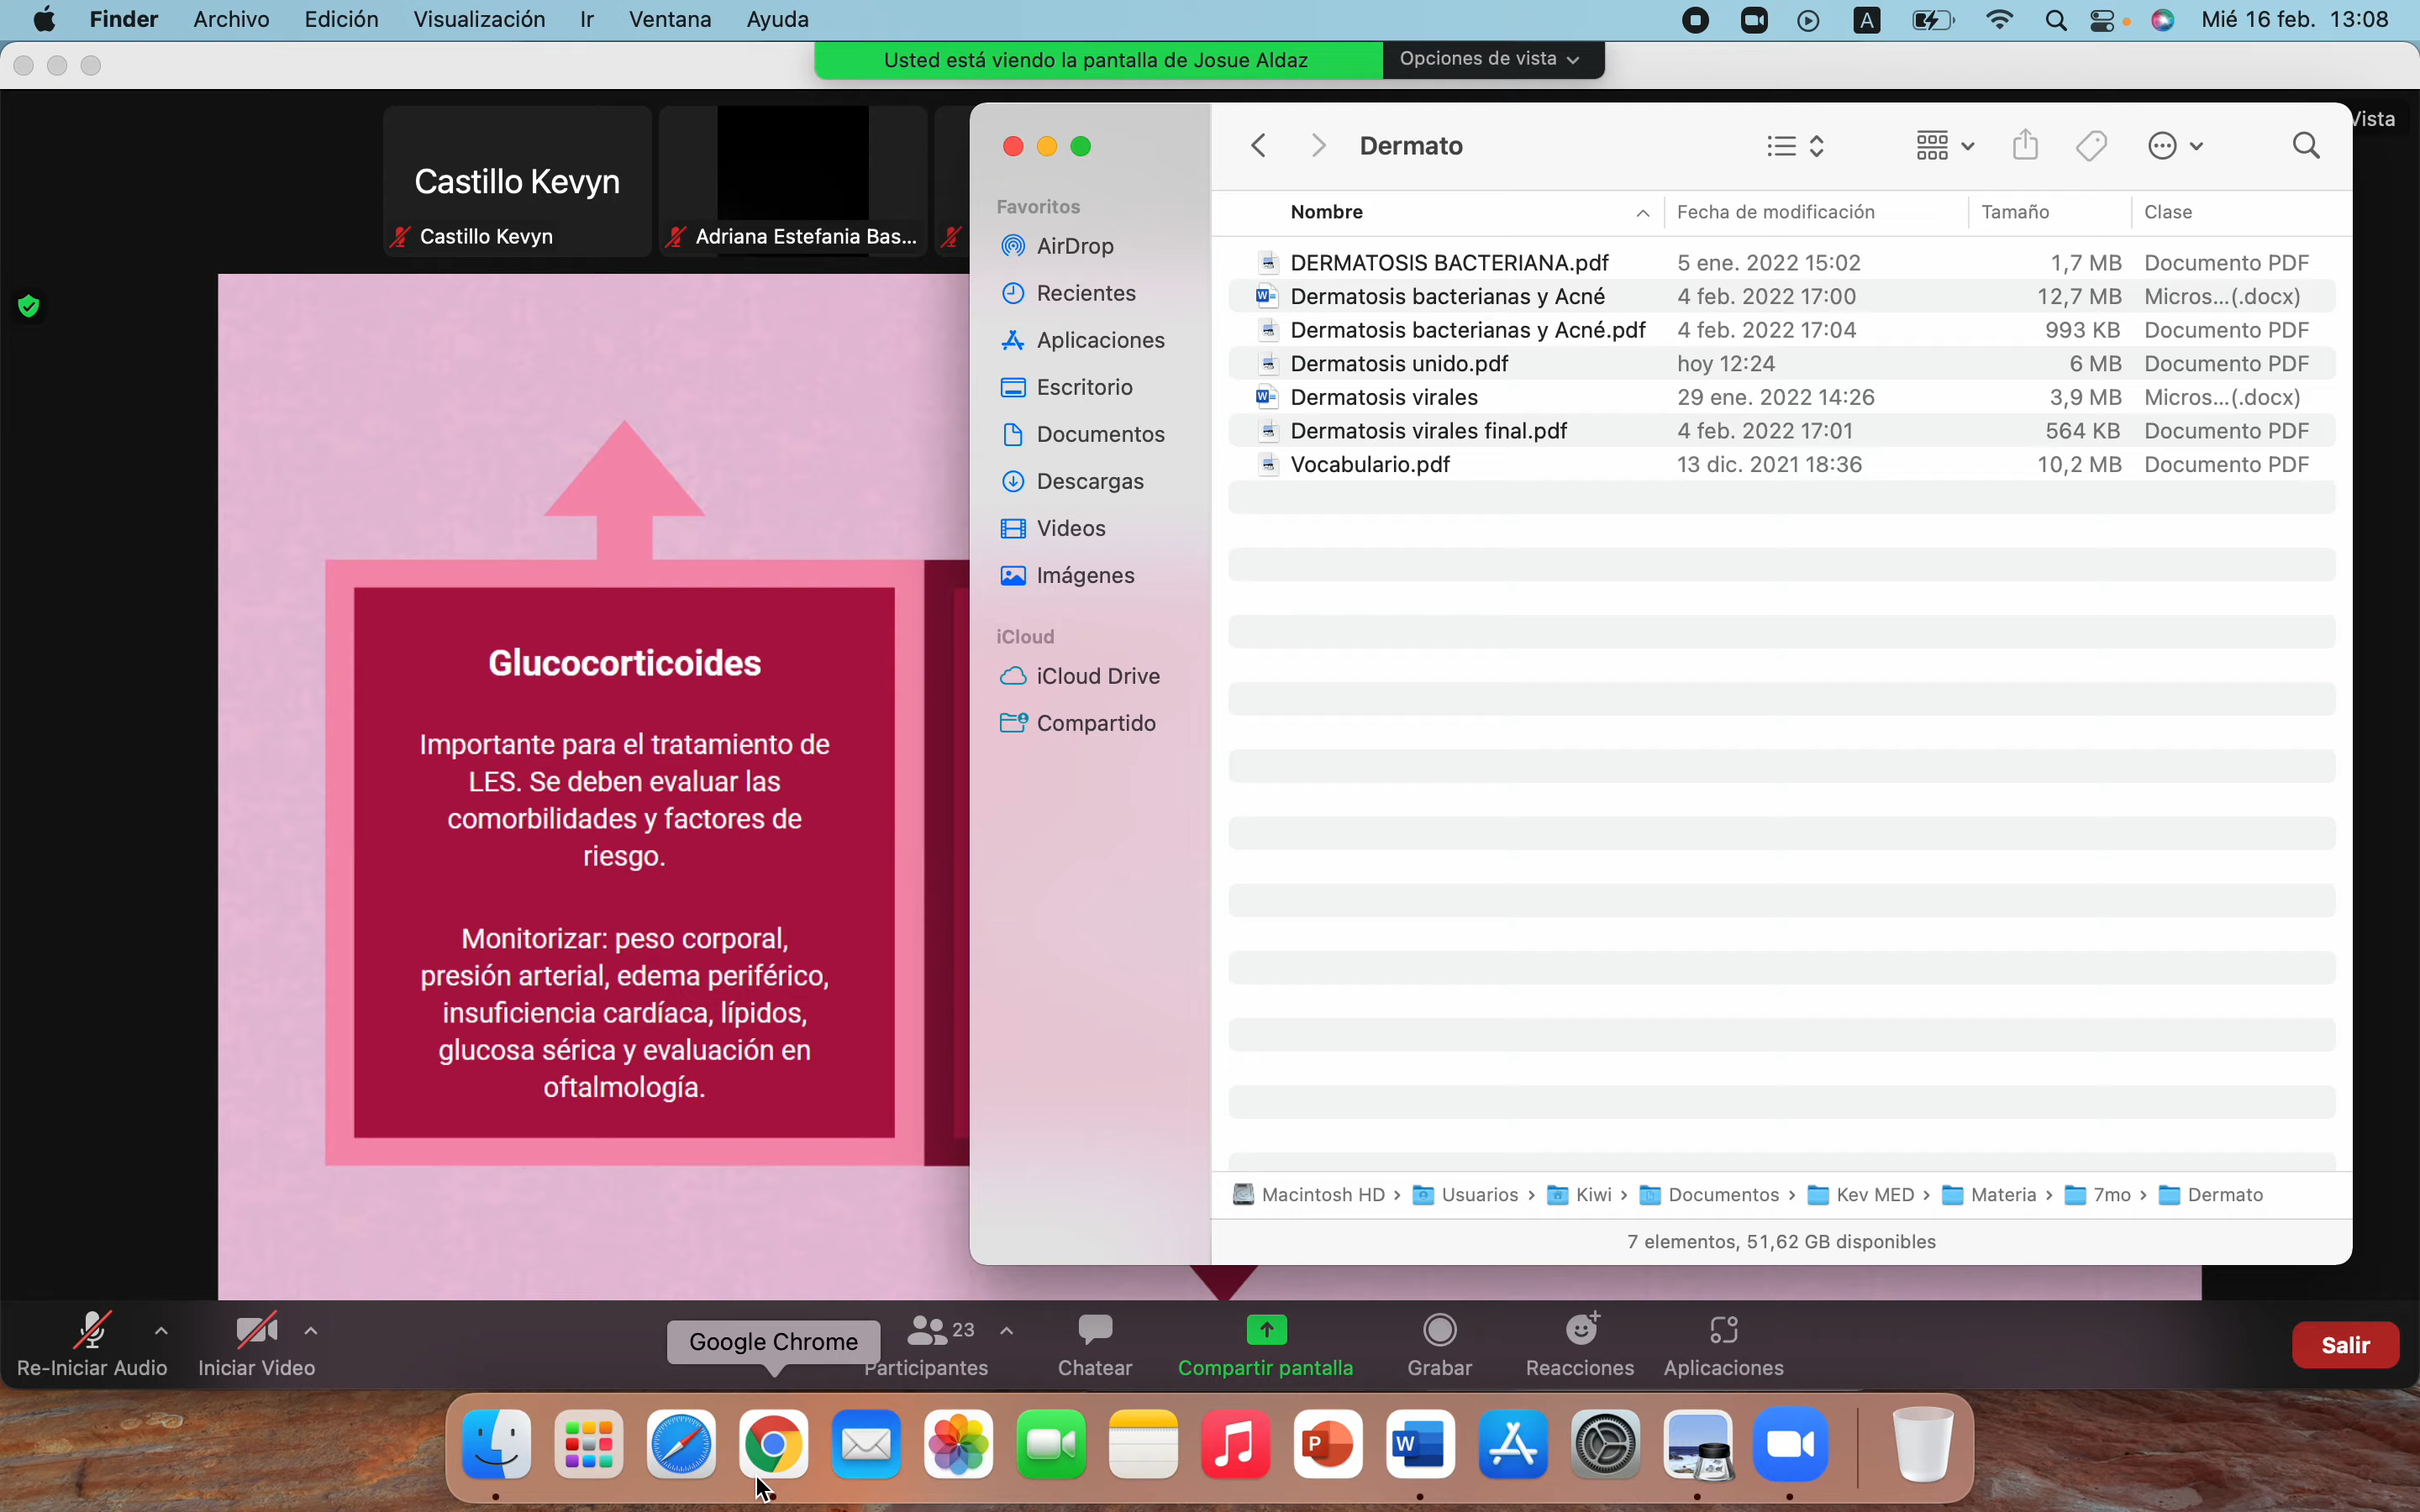 Finder Archivo Edición Visualización Ir Ventana Ayuda A Mié 16 feb. 13:08
Usted está viendo la pantalla de Josue Aldaz Opciones de vista
Vista
Castillo Kevyn
Castillo Kevyn Adriana Estefania Bas...
Dermato
Favoritos
AirDrop
Recientes
Aplicaciones
Escritorio
Documentos
Descargas
Videos
Imágenes
iCloud
iCloud Drive
Compartido
Nombre Fecha de modificación Tamaño Clase
DERMATOSIS BACTERIANA.pdf 5 ene. 2022 15:02 1,7 MB Documento PDF
Dermatosis bacterianas y Acné 4 feb. 2022 17:00 12,7 MB Micros...(.docx)
Dermatosis bacterianas y Acné.pdf 4 feb. 2022 17:04 993 KB Documento PDF
Dermatosis unido.pdf hoy 12:24 6 MB Documento PDF
Dermatosis virales 29 ene. 2022 14:26 3,9 MB Micros...(.docx)
Dermatosis virales final.pdf 4 feb. 2022 17:01 564 KB Documento PDF
Vocabulario.pdf 13 dic. 2021 18:36 10,2 MB Documento PDF
Macintosh HD › Usuarios › Kiwi › Documentos › Kev MED › Materia › 7mo › Dermato
7 elementos, 51,62 GB disponibles
Glucocorticoides
Importante para el tratamiento de
LES. Se deben evaluar las
comorbilidades y factores de
riesgo.
Monitorizar: peso corporal,
presión arterial, edema periférico,
insuficiencia cardíaca, lípidos,
glucosa sérica y evaluación en
oftalmología.
Google Chrome
23
Re-Iniciar Audio Iniciar Video Participantes Chatear Compartir pantalla Grabar Reacciones Aplicaciones
Salir
P W